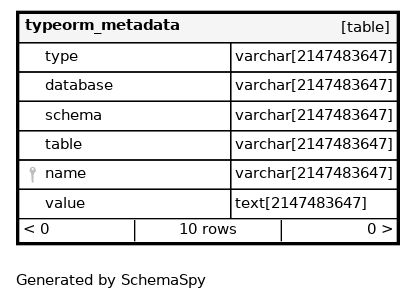 typeorm_metadata [table]
type varchar[2147483647]
database varchar[2147483647]
schema varchar[2147483647]
table varchar[2147483647]
name varchar[2147483647]
value text[2147483647]
< 0 10 rows 0 >
Generated by SchemaSpy